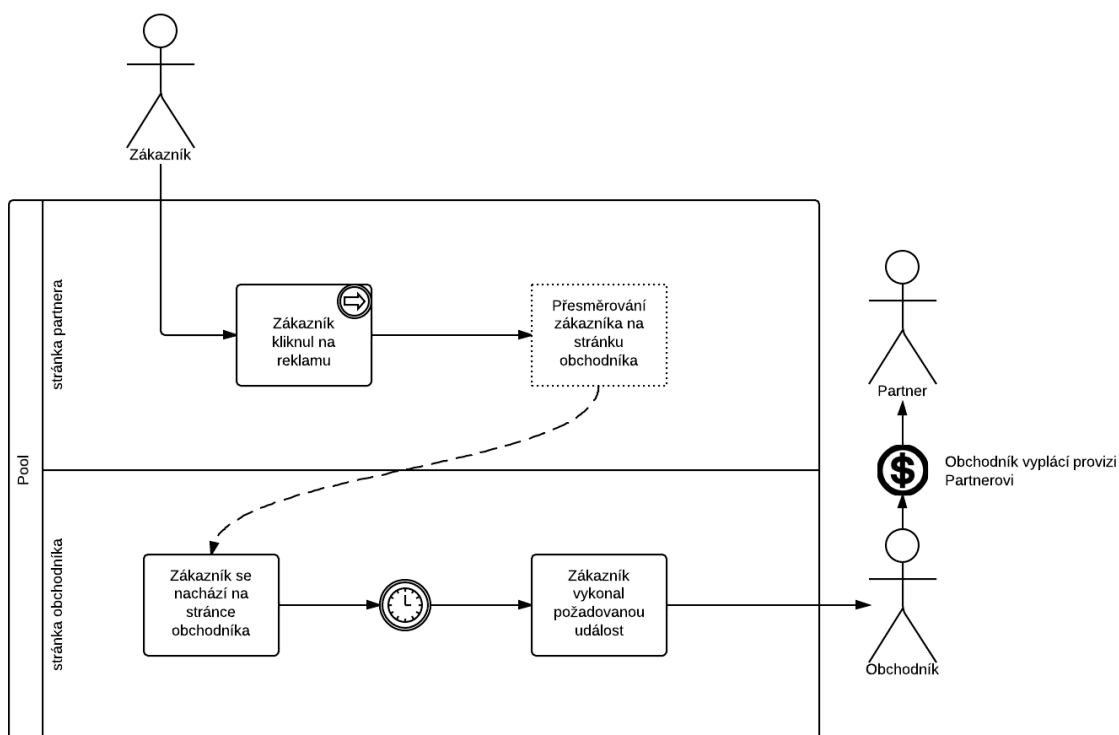 Zákazník
Pool
stránka partnera
Zákazník
kliknul na
reklamu
Přesměrování
zákazníka na
stránku
obchodníka
Partner
$
Obchodník vyplácí provizi
Partnerovi
stránka obchodníka
Zákazník se
nachází na
stránce
obchodníka
Zákazník
vykonal
požadovanou
událost
Obchodník